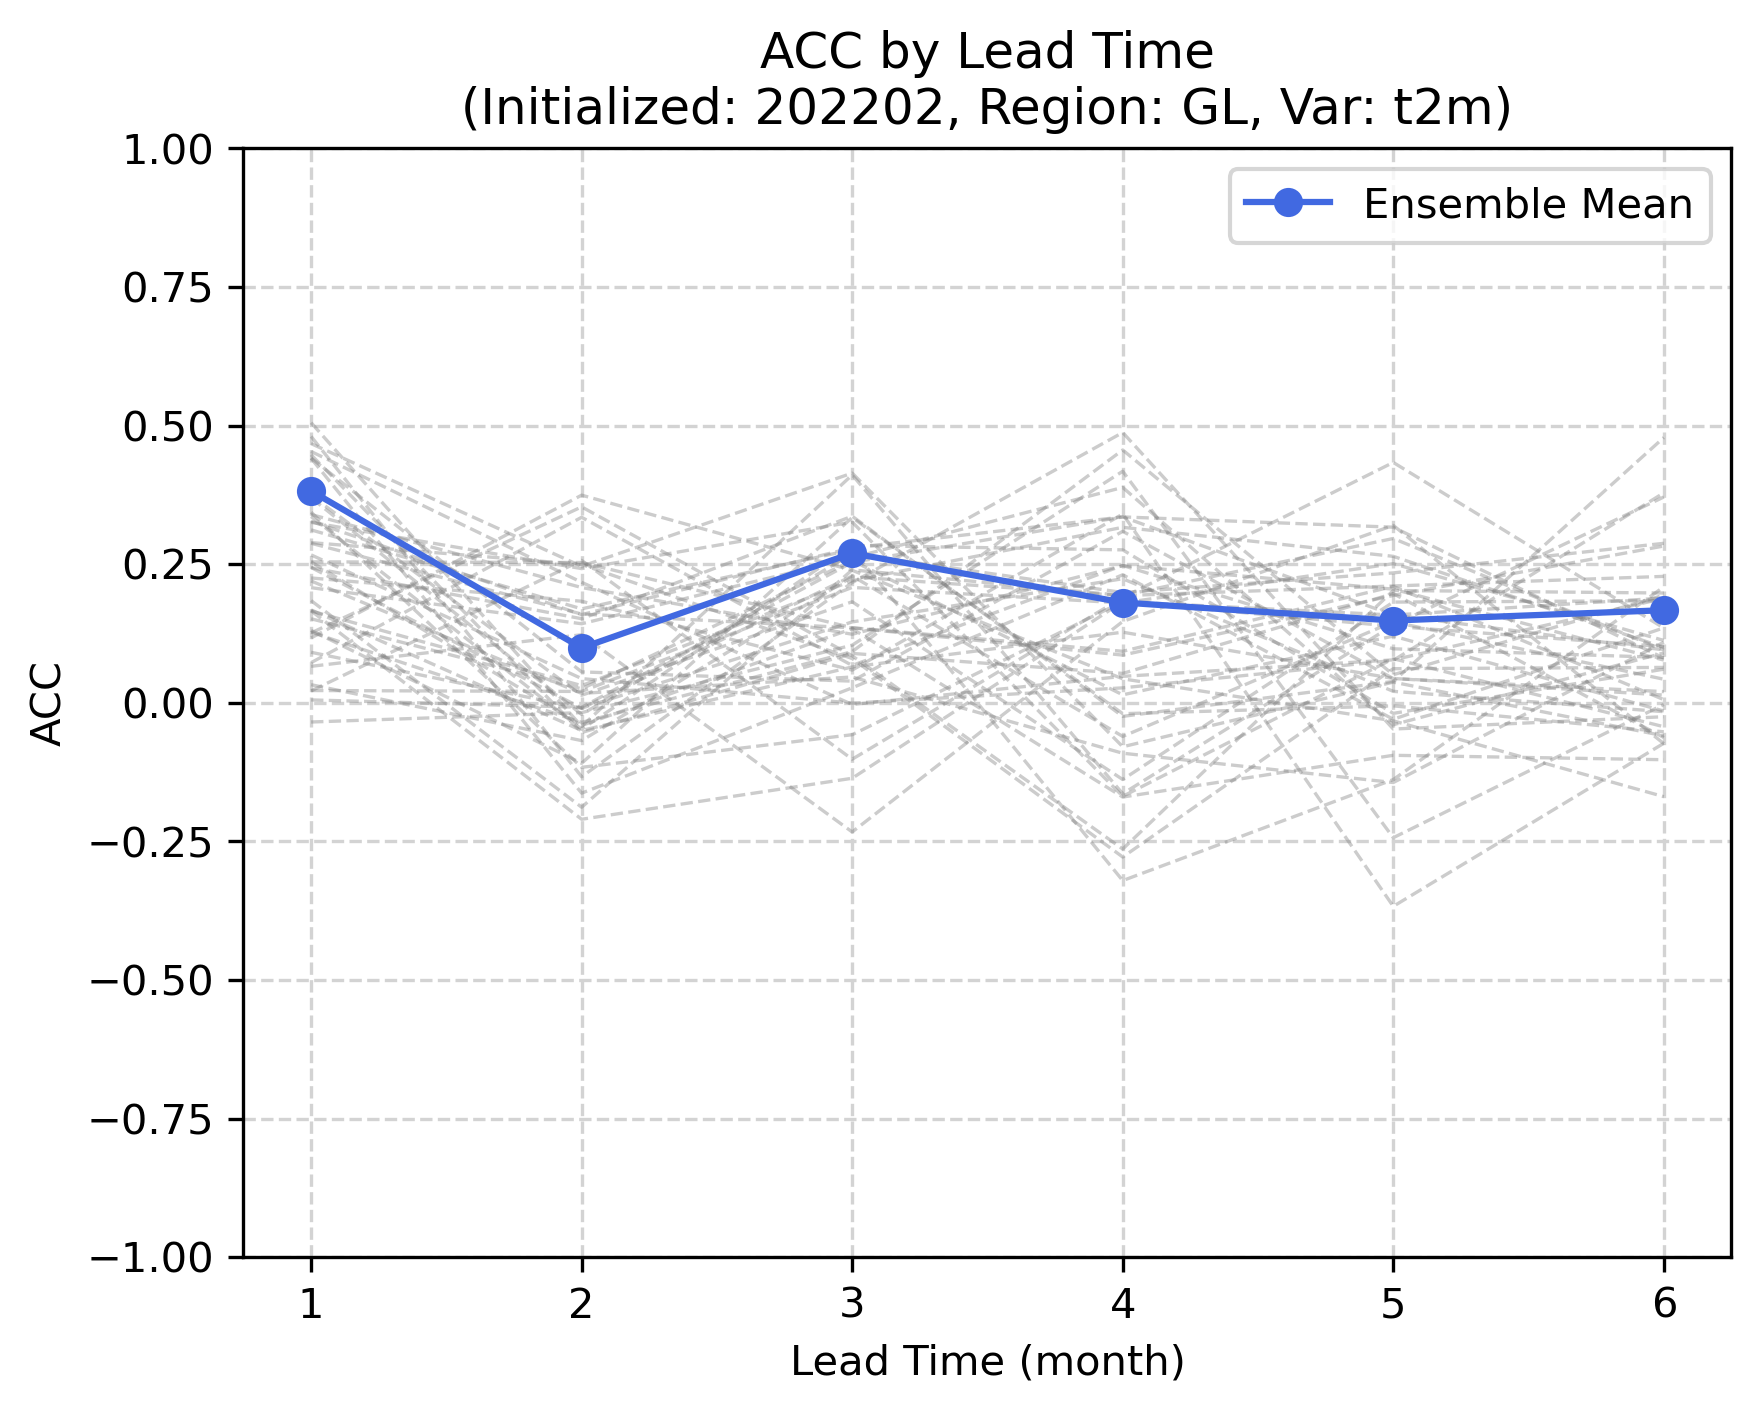 ACC by Lead Time
(Initialized: 202202, Region: GL, Var: t2m)
Ensemble Mean
1.00
0.75
0.50
0.25
0.00
−0.25
−0.50
−0.75
−1.00
ACC
1 2 3 4 5 6
Lead Time (month)